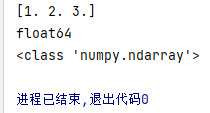 [1. 2. 3.]
float64
<class 'numpy.ndarray'>
进程已结束,退出代码0